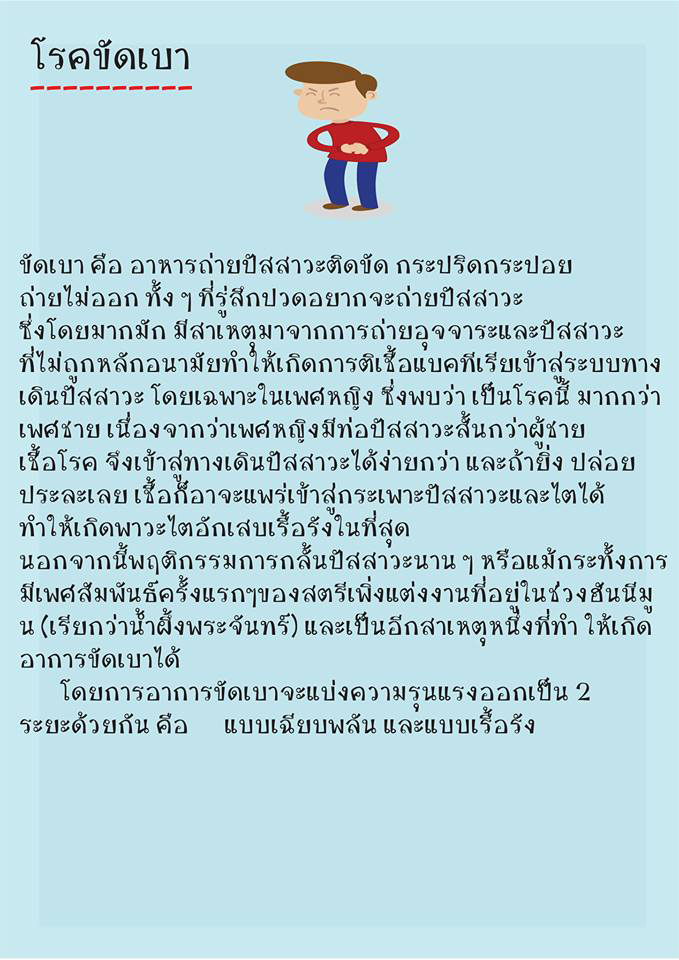 โรคขัดเบา
ขัดเบา คือ อาหารถ่ายปัสสาวะติดขัด กระปริดกระปอย
ถ่ายไม่ออก ทั้ง ๆ ที่รู้สึกปวดอยากจะถ่ายปัสสาวะ
ซึ่งโดยมากมัก มีสาเหตุมาจากการถ่ายอุจจาระและปัสสาวะ
ที่ไม่ถูกหลักอนามัยทำให้เกิดการติเชื้อแบคทีเรียเข้าสู่ระบบทาง
เดินปัสสาวะ โดยเฉพาะในเพศหญิง ซึ่งพบว่า เป็นโรคนี้ มากกว่า
เพศชาย เนื่องจากว่าเพศหญิงมีท่อปัสสาวะสั้นกว่าผู้ชาย
เชื้อโรค จึงเข้าสู่ทางเดินปัสสาวะได้ง่ายกว่า และถ้ายิ่ง ปล่อย
ประละเลย เชื้อก็อาจะแพร่เข้าสู่กระเพาะปัสสาวะและไตได้
ทำให้เกิดพาวะไตอักเสบเรื้อรังในที่สุด
นอกจากนี้พฤติกรรมการกลั้นปัสสาวะนาน ๆ หรือแม้กระทั้งการ
มีเพศสัมพันธ์ครั้งแรกๆของสตรีเพิ่งแต่งงานที่อยู่ในช่วงฮันนีมู
น (เรียกว่าน้ำผึ้งพระจันทร์) และเป็นอีกสาเหตุหนึ่งที่ทำ ให้เกิด
อาการขัดเบาได้
โดยการอาการขัดเบาจะแบ่งความรุนแรงออกเป็น 2
ระยะด้วยกัน คือ แบบเฉียบพลัน และแบบเรื้อรัง